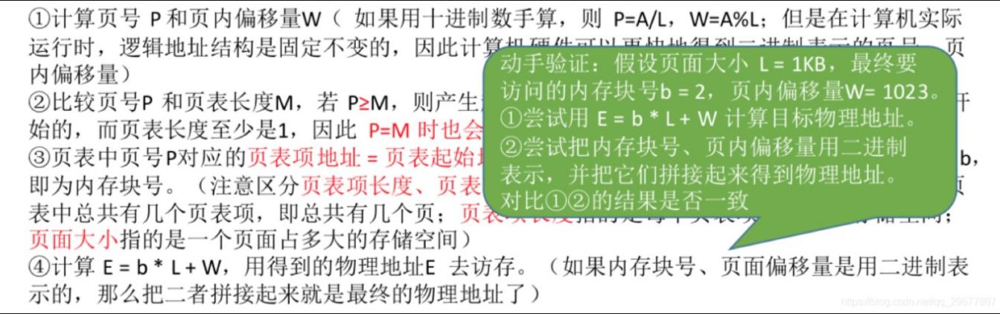 ①计算页号 P 和页内偏移量W（ 如果用十进制数手算，则 P=A/L，W=A%L；但是在计算机实际
运行时，逻辑地址结构是固定不变的，因此计算机硬件可以更快地得到二进制表示的页号、页
内偏移量）
②比较页号P 和页表长度M，若 P≥M，则产生 开
始的，而页表长度至少是1，因此 P=M 时也会
③页表中页号P对应的页表项地址 = 页表起始 b，
即为内存块号。（注意区分页表项长度、页表 页
表中总共有几个页表项，即总共有几个页；页表项长度指的是每个页表项占多大的存储空间；
页面大小指的是一个页面占多大的存储空间）
④计算 E = b * L + W，用得到的物理地址E 去访存。（如果内存块号、页面偏移量是用二进制表
示的，那么把二者拼接起来就是最终的物理地址了）
动手验证：假设页面大小 L = 1KB，最终要
访问的内存块号b = 2，页内偏移量W= 1023。
①尝试用 E = b * L + W 计算目标物理地址。
②尝试把内存块号、页内偏移量用二进制
表示，并把它们拼接起来得到物理地址。
对比①②的结果是否一致
https://blog.csdn.net/qq_29677867